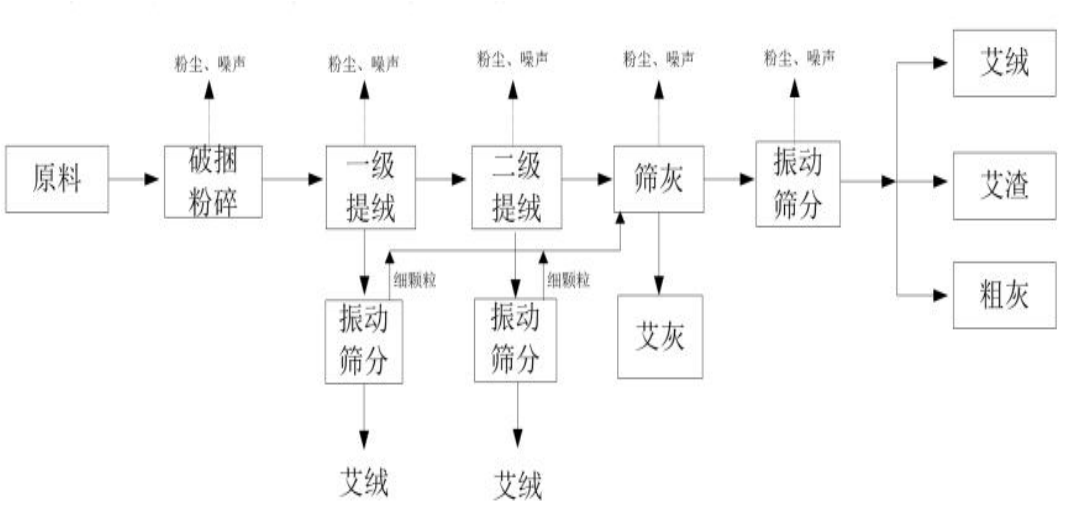 粉尘、噪声
粉尘、噪声
粉尘、噪声
粉尘、噪声
粉尘、噪声
艾绒
原料
破捆
粉碎
一级
提绒
二级
提绒
筛灰
振动
筛分
艾渣
细颗粒
细颗粒
粗灰
振动
筛分
振动
筛分
艾灰
艾绒
艾绒